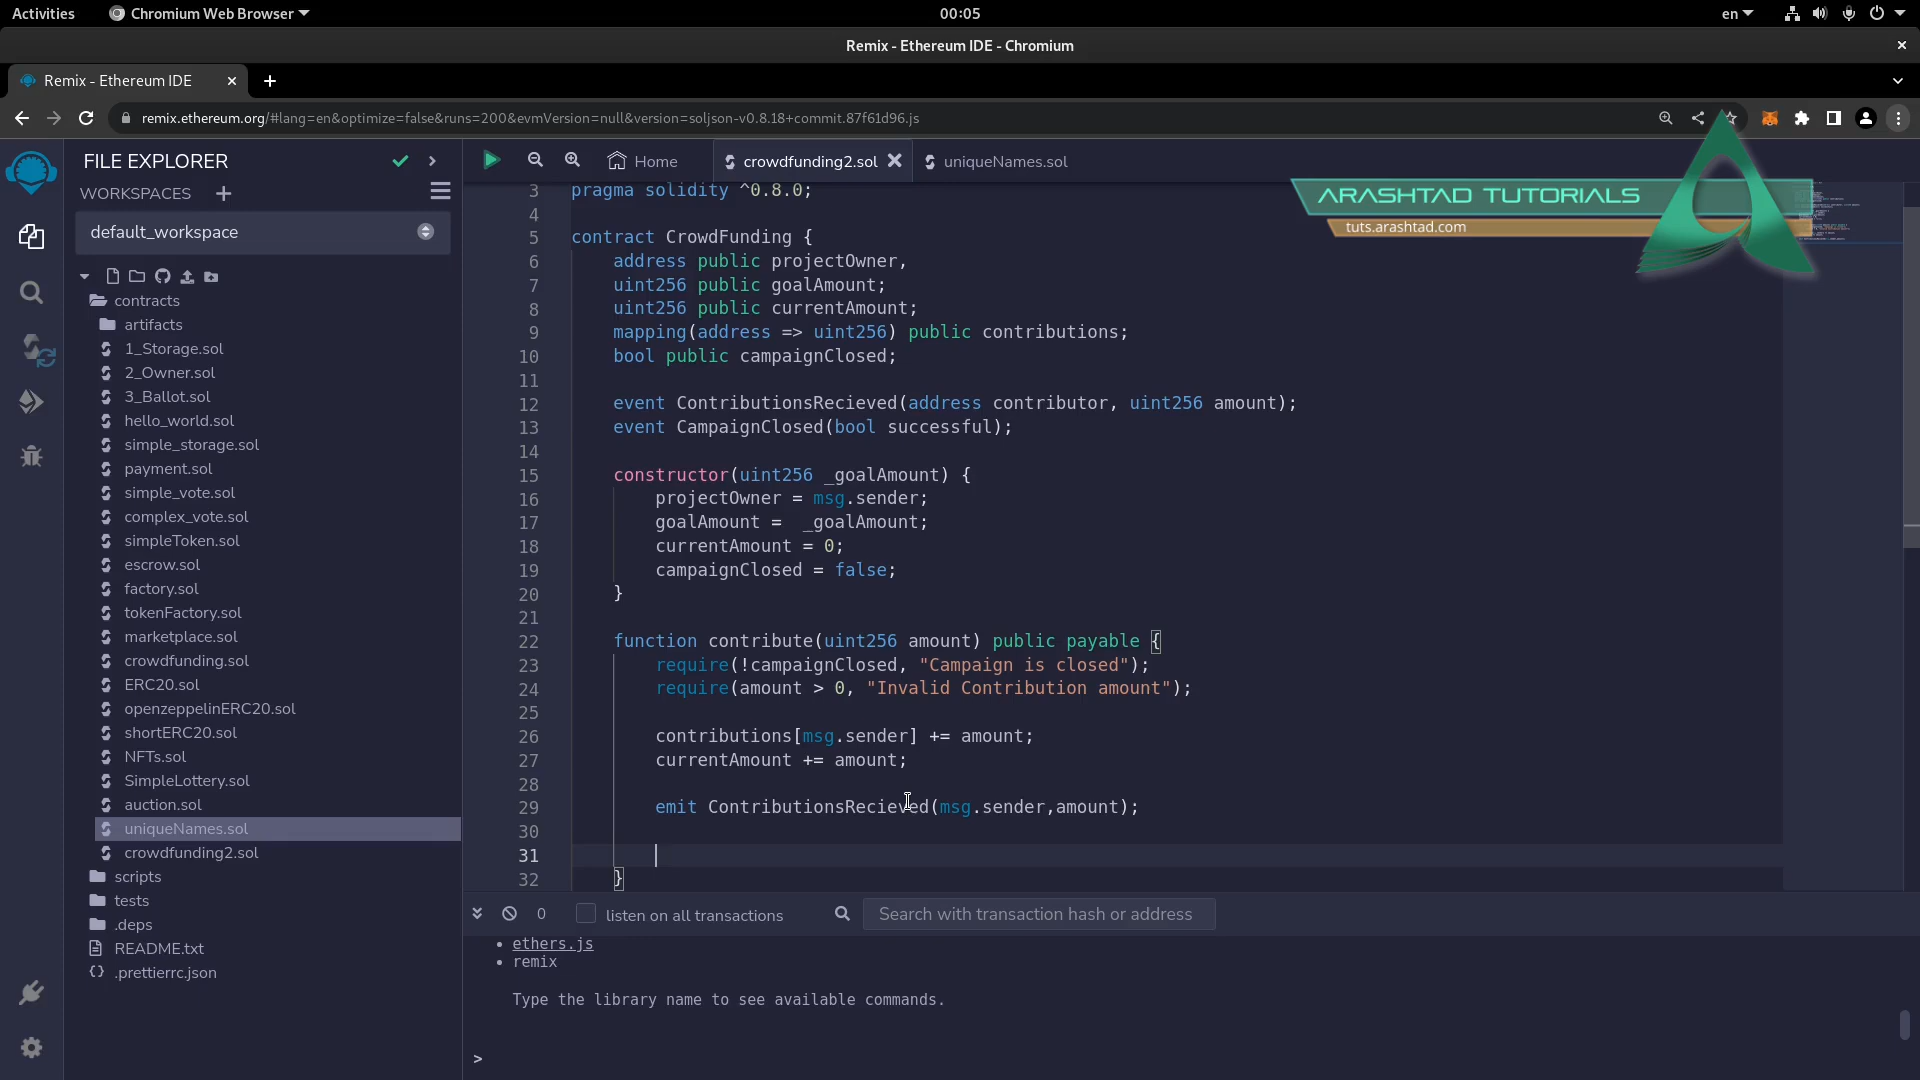 Activities
Chromium Web Browser
00:05
en
Remix - Ethereum IDE - Chromium
Remix - Ethereum IDE
remix.ethereum.org/#lang=en&optimize=false&runs=200&evmVersion=null&version=soljson-v0.8.18+commit.87f61d96.js
FILE EXPLORER
WORKSPACES
default_workspace
contracts
artifacts
1_Storage.sol
2_Owner.sol
3_Ballot.sol
hello_world.sol
simple_storage.sol
payment.sol
simple_vote.sol
complex_vote.sol
simpleToken.sol
escrow.sol
factory.sol
tokenFactory.sol
marketplace.sol
crowdfunding.sol
ERC20.sol
openzeppelinERC20.sol
shortERC20.sol
NFTs.sol
SimpleLottery.sol
auction.sol
uniqueNames.sol
crowdfunding2.sol
scripts
tests
.deps
README.txt
.prettierrc.json
Home
crowdfunding2.sol
uniqueNames.sol
ARASHTAD TUTORIALS
tuts.arashtad.com
3 pragma solidity ^0.8.0;
4
5 contract CrowdFunding {
6 address public projectOwner,
7 uint256 public goalAmount;
8 uint256 public currentAmount;
9 mapping(address => uint256) public contributions;
10 bool public campaignClosed;
11
12 event ContributionsRecieved(address contributor, uint256 amount);
13 event CampaignClosed(bool successful);
14
15 constructor(uint256 _goalAmount) {
16 projectOwner = msg.sender;
17 goalAmount =  _goalAmount;
18 currentAmount = 0;
19 campaignClosed = false;
20 }
21
22 function contribute(uint256 amount) public payable {
23 require(!campaignClosed, "Campaign is closed");
24 require(amount > 0, "Invalid Contribution amount");
25
26 contributions[msg.sender] += amount;
27 currentAmount += amount;
28
29 emit ContributionsRecieved(msg.sender,amount);
30
31
32 }
0
listen on all transactions
Search with transaction hash or address
• ethers.js
• remix
Type the library name to see available commands.
>